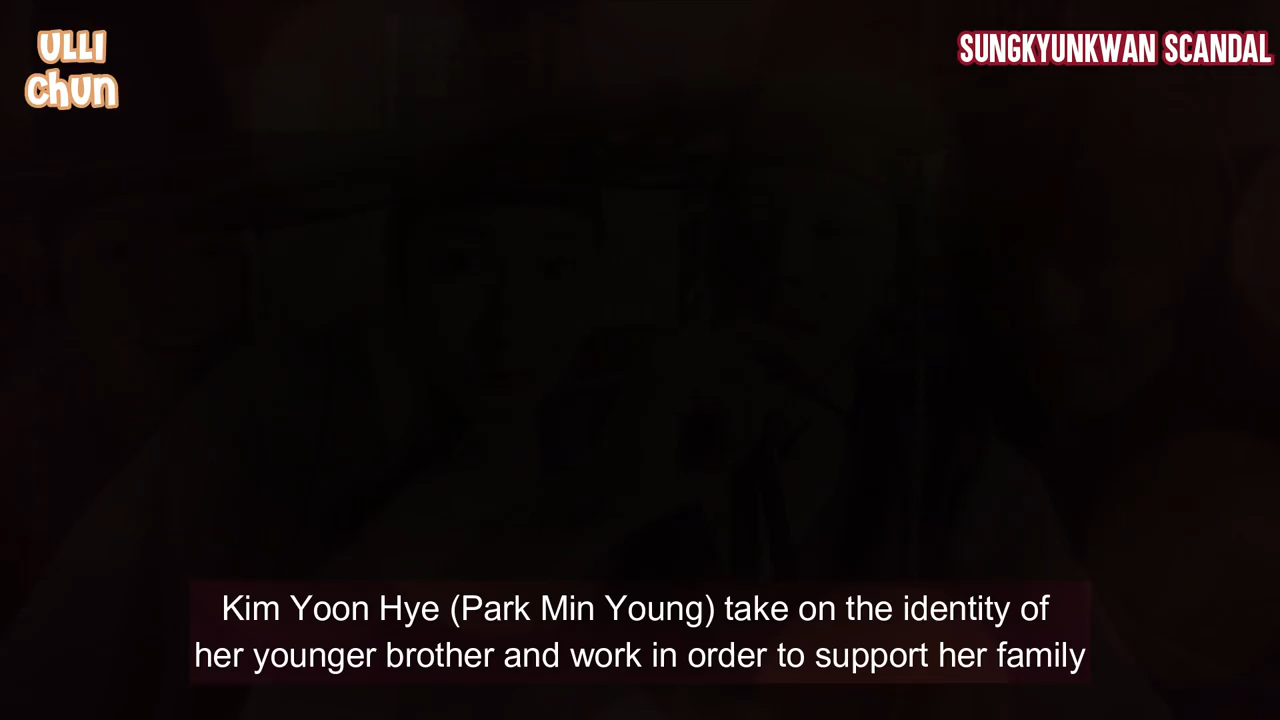 ULLI
chun
SUNGKYUNKWAN SCANDAL
Kim Yoon Hye (Park Min Young) take on the identity of
her younger brother and work in order to support her family